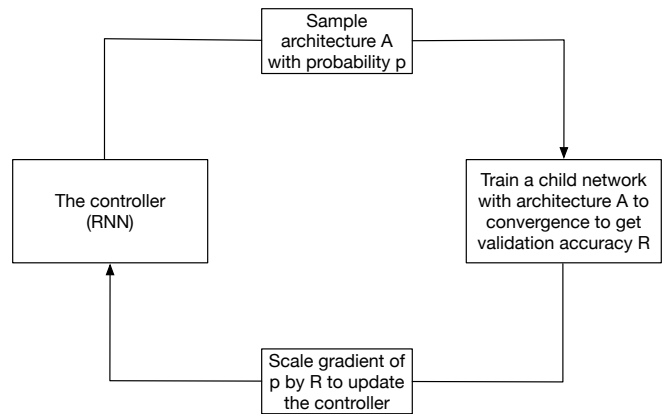 Sample
architecture A
with probability p
The controller
(RNN)
Train a child network
with architecture A to
convergence to get
validation accuracy R
Scale gradient of
p by R to update
the controller